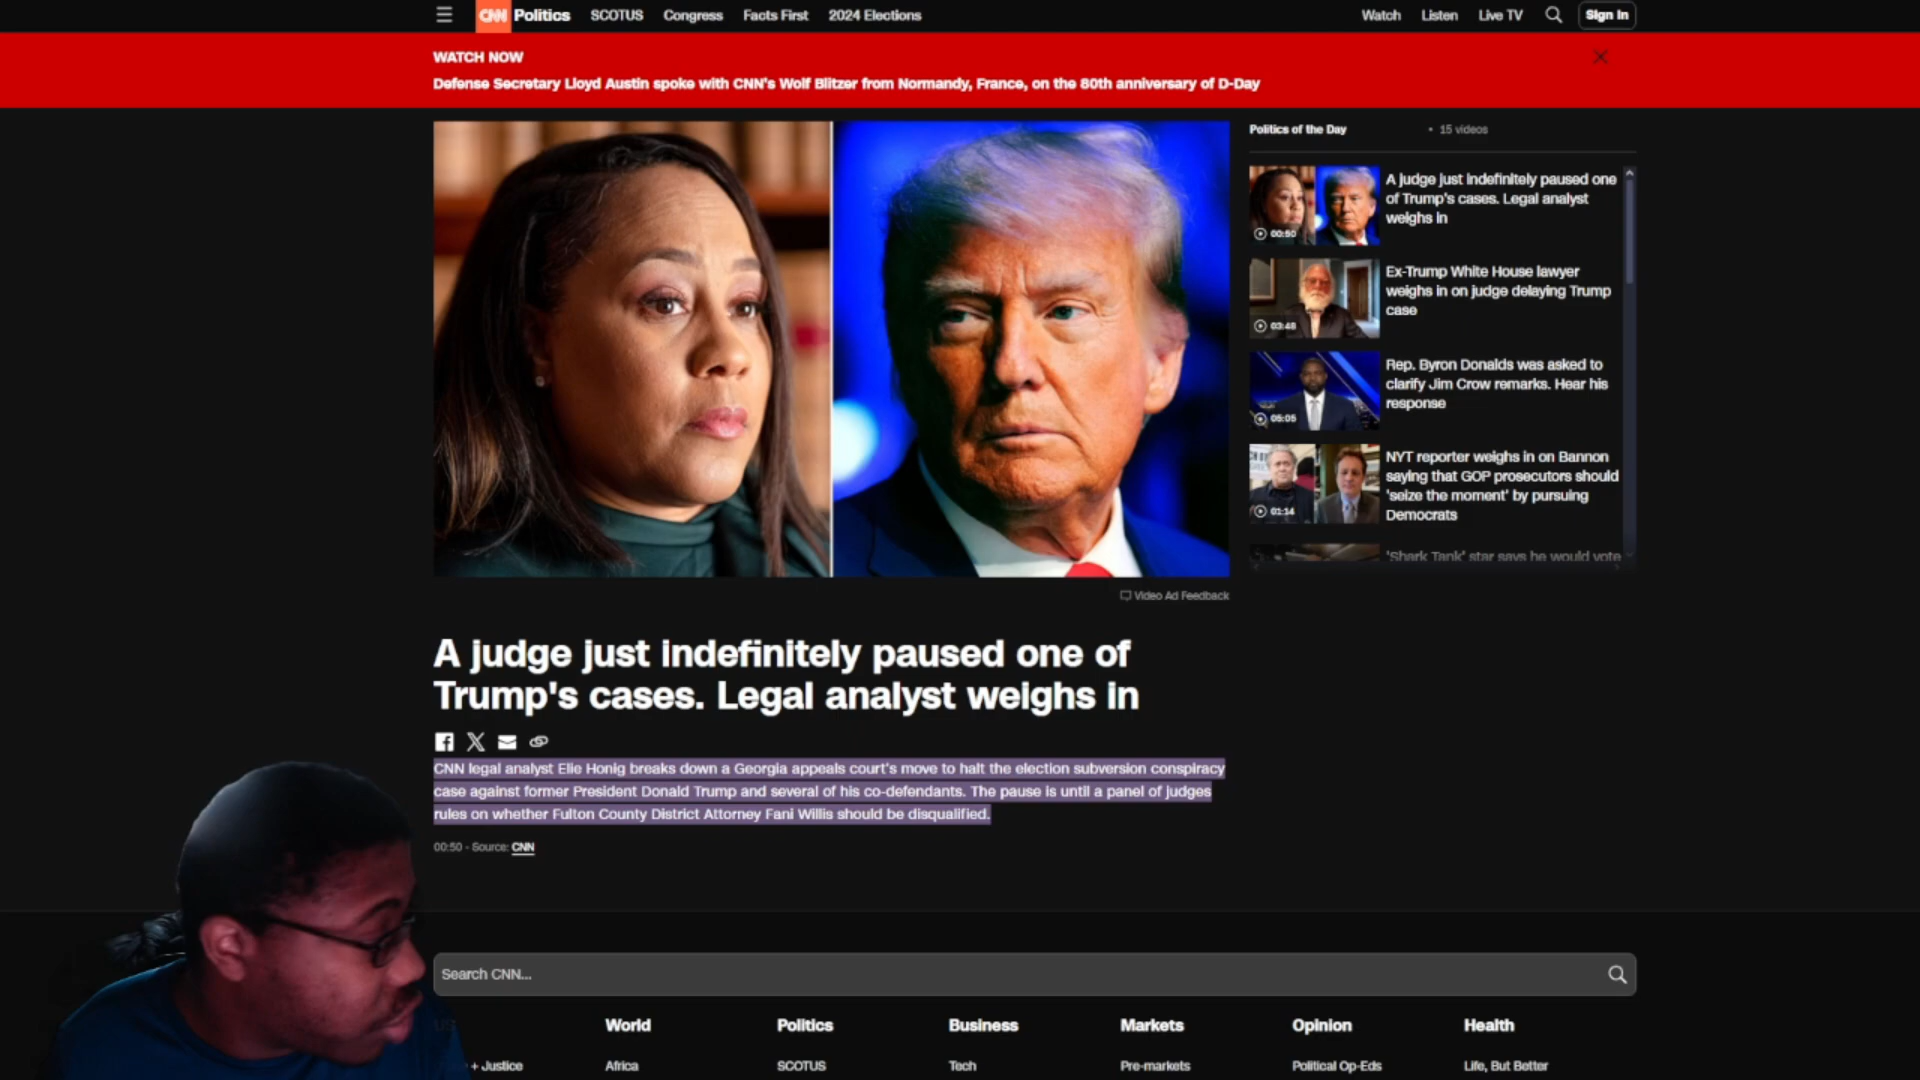 CNN Politics SCOTUS Congress Facts First 2024 Elections Watch Listen Live TV Sign in
WATCH NOW
Defense Secretary Lloyd Austin spoke with CNN's Wolf Blitzer from Normandy, France, on the 80th anniversary of D-Day
Politics of the Day • 15 videos
A judge just indefinitely paused one
of Trump's cases. Legal analyst
weighs in
00:50
Ex-Trump White House lawyer
weighs in on judge delaying Trump
case
03:48
Rep. Byron Donalds was asked to
clarify Jim Crow remarks. Hear his
response
05:05
NYT reporter weighs in on Bannon
saying that GOP prosecutors should
'seize the moment' by pursuing
Democrats
01:14
'Shark Tank' star says he would vote
Video Ad Feedback
A judge just indefinitely paused one of
Trump's cases. Legal analyst weighs in
CNN legal analyst Elie Honig breaks down a Georgia appeals court's move to halt the election subversion conspiracy
case against former President Donald Trump and several of his co-defendants. The pause is until a panel of judges
rules on whether Fulton County District Attorney Fani Willis should be disqualified.
00:50 - Source: CNN
Search CNN...
US World Politics Business Markets Opinion Health
+ Justice Africa SCOTUS Tech Pre-markets Political Op-Eds Life, But Better